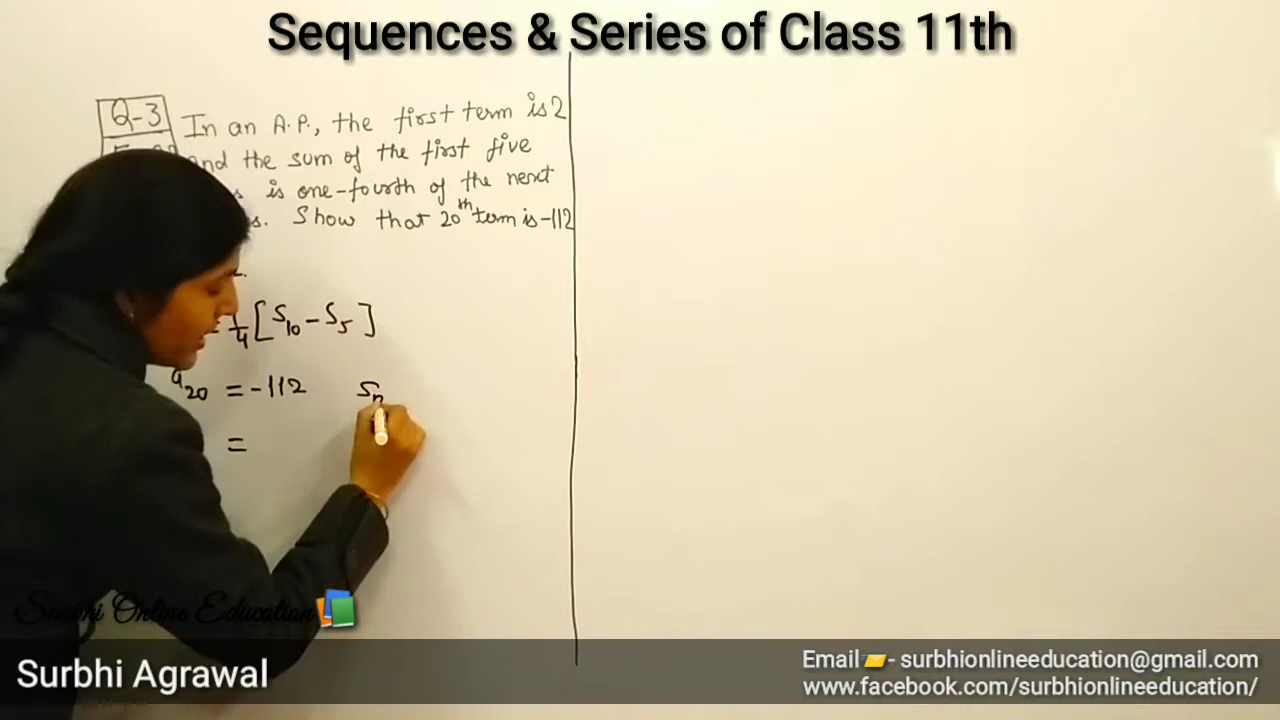 Sequences & Series of Class 11th
Q-3
In an A.P., the first term is 2
and the sum of the first five
is one-fourth of the next
Show that 20th term is -112
1/4 [S10 - S5]
a20 = -112 Sn
=
Surbhi Online Education
Surbhi Agrawal
Email - surbhionlineeducation@gmail.com
www.facebook.com/surbhionlineeducation/